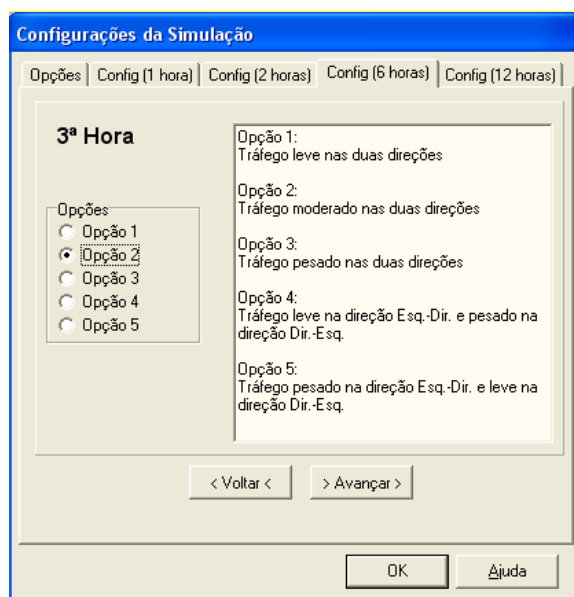 Configurações da Simulação
Opções
Config (1 hora)
Config (2 horas)
Config (6 horas)
Config (12 horas)
3ª Hora
Opções
Opção 1
Opção 2
Opção 3
Opção 4
Opção 5
Opção 1:
Tráfego leve nas duas direções
Opção 2:
Tráfego moderado nas duas direções
Opção 3:
Tráfego pesado nas duas direções
Opção 4:
Tráfego leve na direção Esq.-Dir. e pesado na
direção Dir.-Esq.
Opção 5:
Tráfego pesado na direção Esq.-Dir. e leve na
direção Dir.-Esq.
< Voltar <
> Avançar >
OK
Ajuda